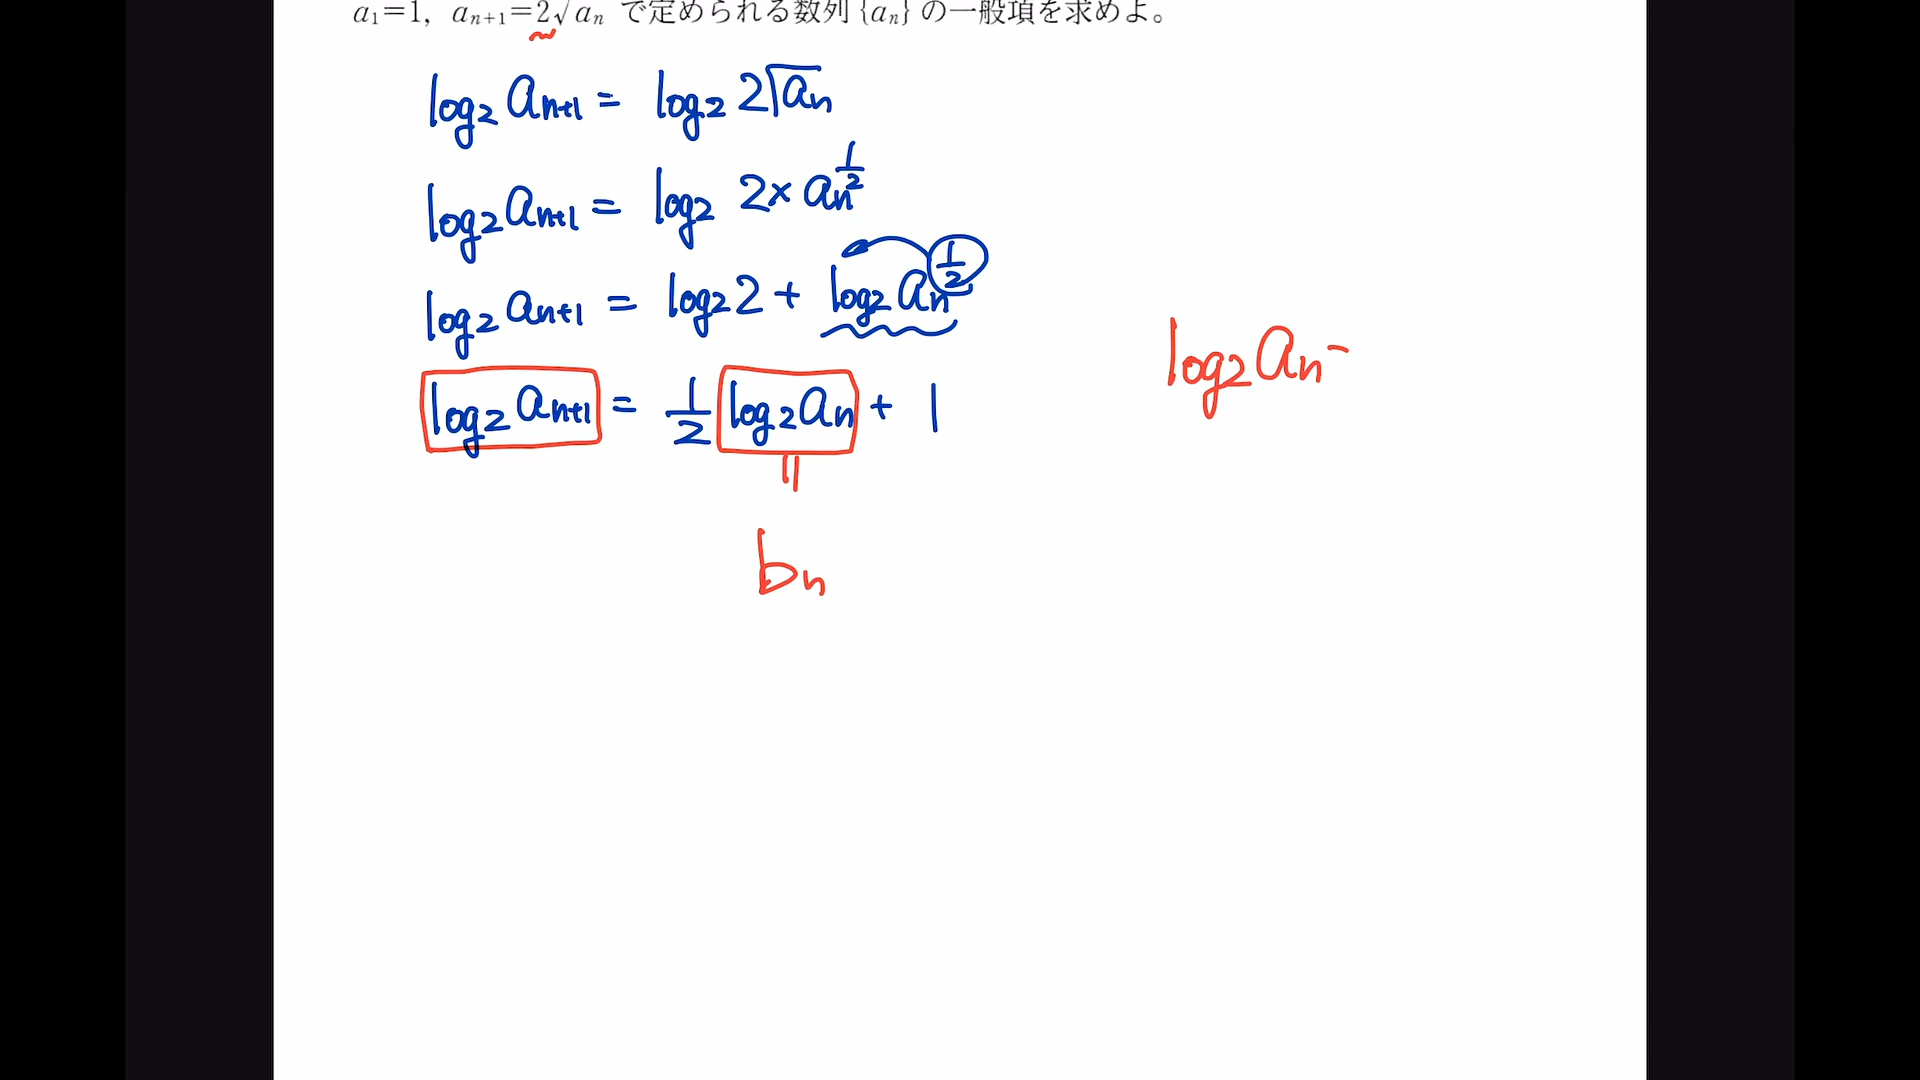 a₁=1, aₙ₊₁=2√aₙ で定められる数列 {aₙ} の一般項を求めよ。
log₂ aₙ₊₁ = log₂ 2√aₙ
log₂ aₙ₊₁ = log₂ 2× aₙ^(1/2)
log₂ aₙ₊₁ = log₂ 2 + log₂ aₙ^(1/2)
log₂ aₙ −
log₂ aₙ₊₁ = 1/2 log₂ aₙ + 1
॥
bₙ